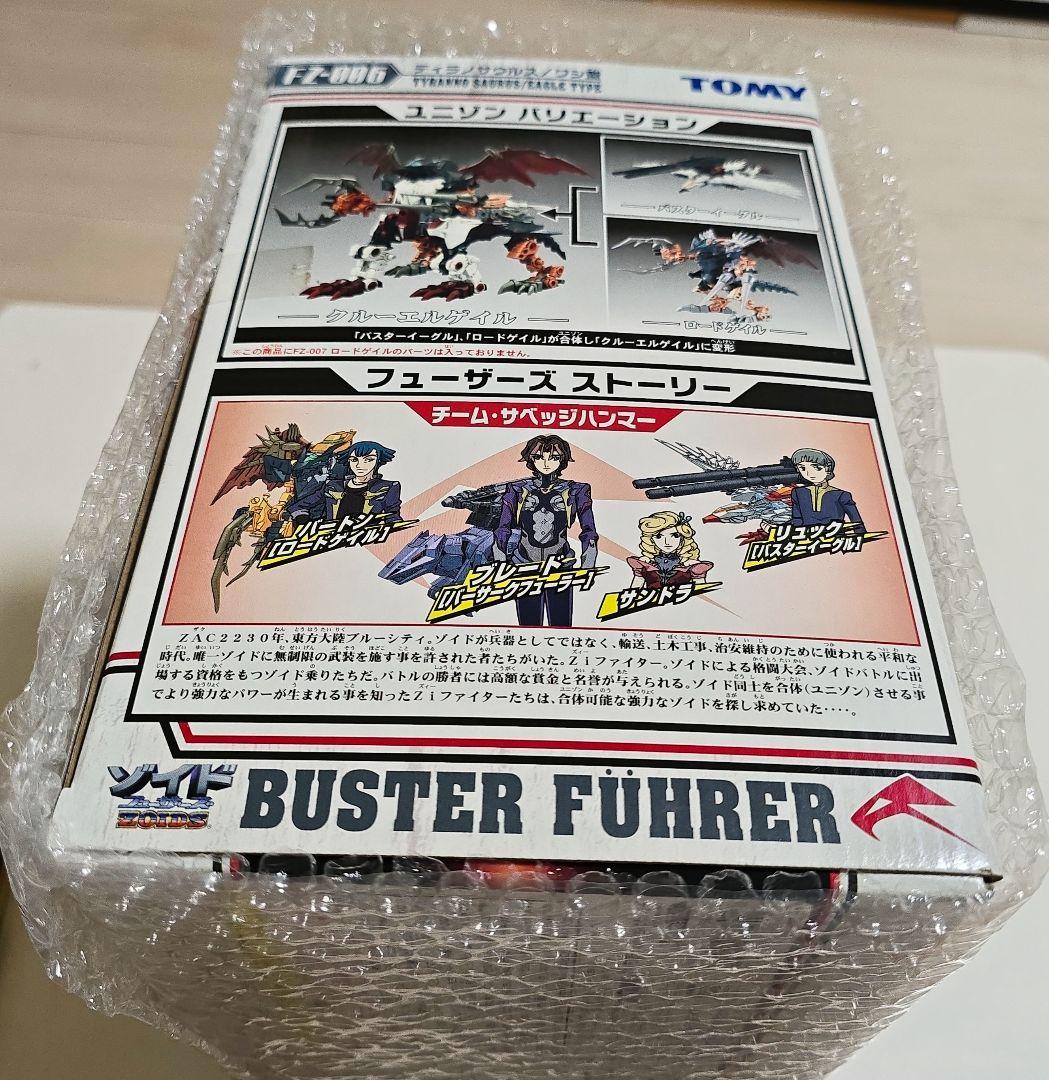 FZ-006
ティラノサウルス/ワシ型
TYRANNO SAURUS/EAGLE TYPE
TOMY
ユニゾン バリエーション
バスターイーグル
クルーエルゲイル
ロードゲイル
「バスターイーグル」、「ロードゲイル」が合体し「クルーエルゲイル」に変形
※この商品にFZ-007 ロードゲイルのパーツは入っておりません。
フューザーズ ストーリー
チーム・サベッジハンマー
バートン
[ロードゲイル]
ブレード
[バーサークフューラー]
サンドラ
リュック
[バスターイーグル]
ZAC2230年、東方大陸ブルーシティ。ゾイドが兵器としてではなく、輸送、土木工事、治安維持のために使われる平和な
時代。唯一ゾイドに無制限の武装を施す事を許された者たちがいた。Ziファイター。ゾイドによる格闘大会、ゾイドバトルに出
場する資格をもつゾイド乗りたちだ。バトルの勝者には高額な賞金と名誉が与えられる。ゾイド同士を合体(ユニゾン)させる事
でより強力なパワーが生まれる事を知ったZiファイターたちは、合体可能な強力なゾイドを探し求めていた‥‥。
ゾイド
フューザーズ
ZOIDS
BUSTER FÜHRER